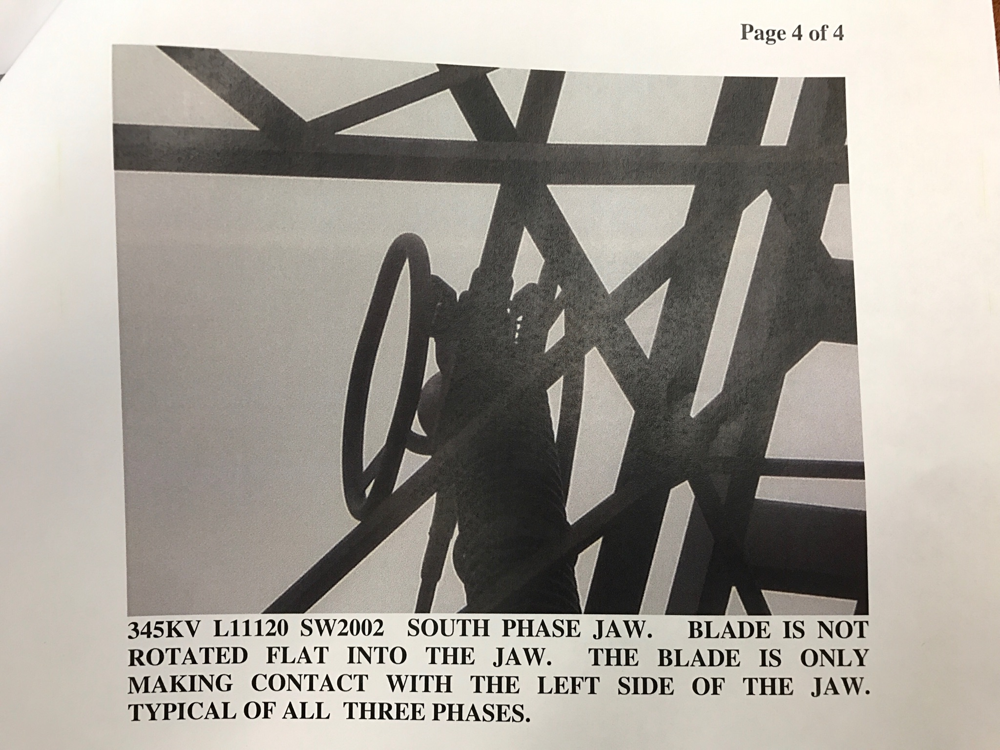 Page 4 of 4
345KV L11120 SW2002 SOUTH PHASE JAW. BLADE IS NOT
ROTATED FLAT INTO THE JAW. THE BLADE IS ONLY
MAKING CONTACT WITH THE LEFT SIDE OF THE JAW.
TYPICAL OF ALL THREE PHASES.